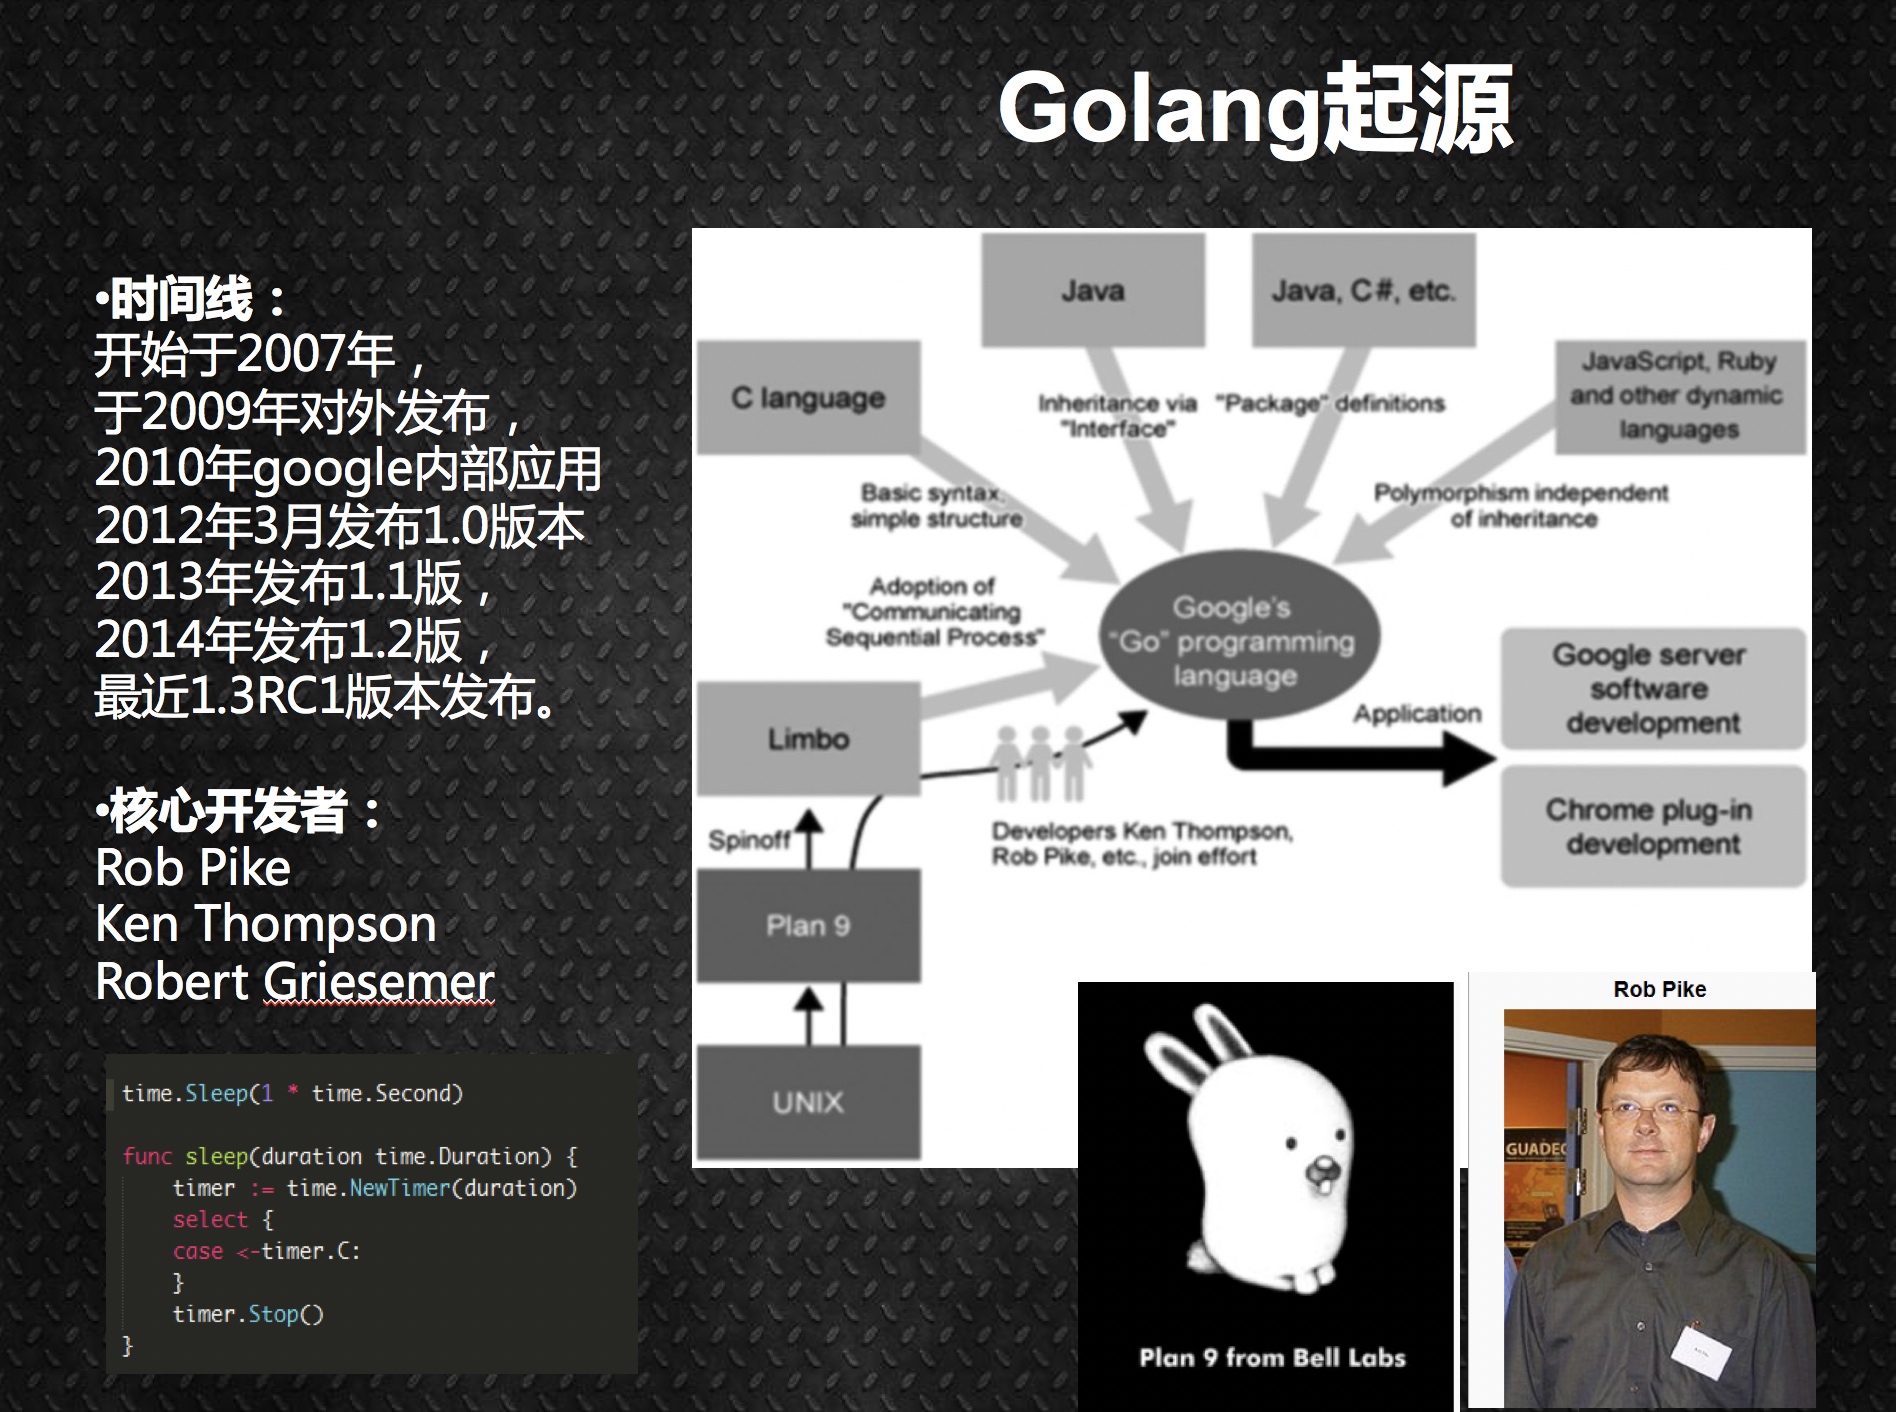 Golang起源
•时间线：
开始于2007年，
于2009年对外发布，
2010年google内部应用
2012年3月发布1.0版本
2013年发布1.1版，
2014年发布1.2版，
最近1.3RC1版本发布。
•核心开发者：
Rob Pike
Ken Thompson
Robert Griesemer
time.Sleep(1 * time.Second)
func sleep(duration time.Duration) {
timer := time.NewTimer(duration)
select {
case <-timer.C:
}
timer.Stop()
}
Java
Java, C#, etc.
C language
JavaScript, Ruby
and other dynamic
languages
Inheritance via
"Interface"
"Package" definitions
Basic syntax,
simple structure
Polymorphism independent
of inheritance
Adoption of
"Communicating
Sequential Process"
Google's
"Go" programming
language
Limbo
Application
Google server
software
development
Chrome plug-in
development
Spinoff
Developers Ken Thompson,
Rob Pike, etc., join effort
Plan 9
UNIX
Plan 9 from Bell Labs
Rob Pike
GUADEC